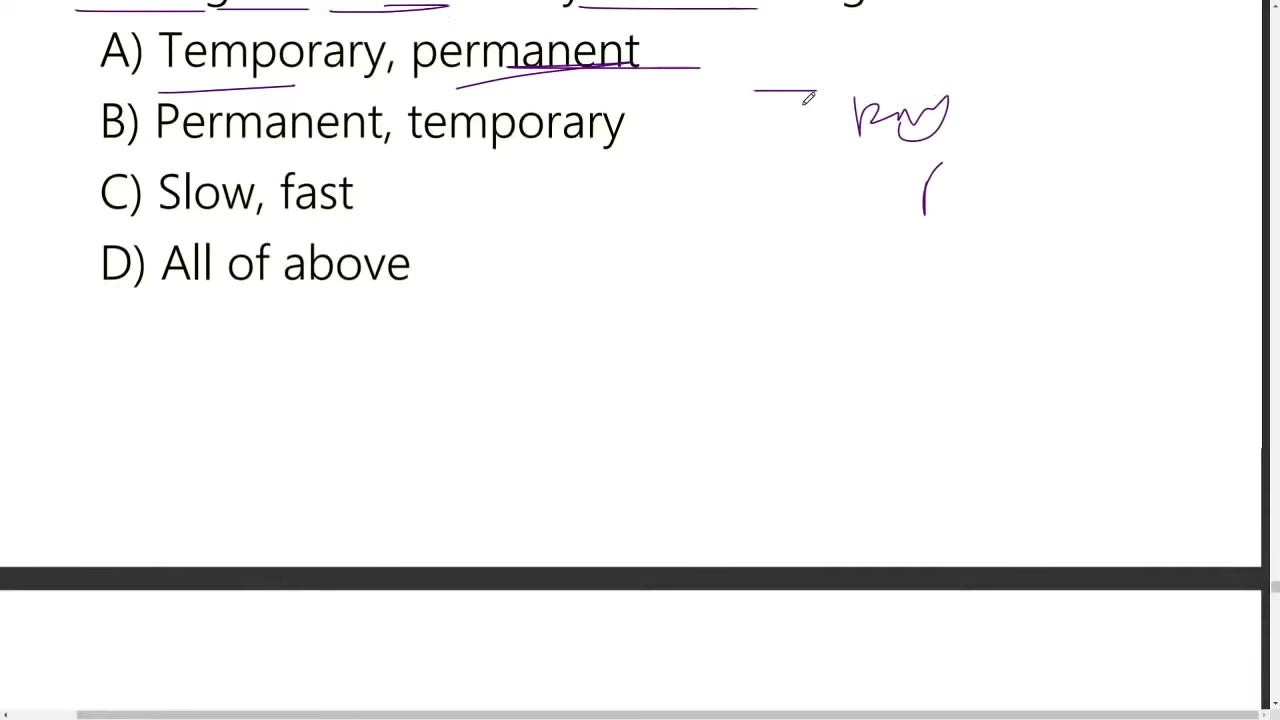 A) Temporary, permanent
B) Permanent, temporary
C) Slow, fast
D) All of above